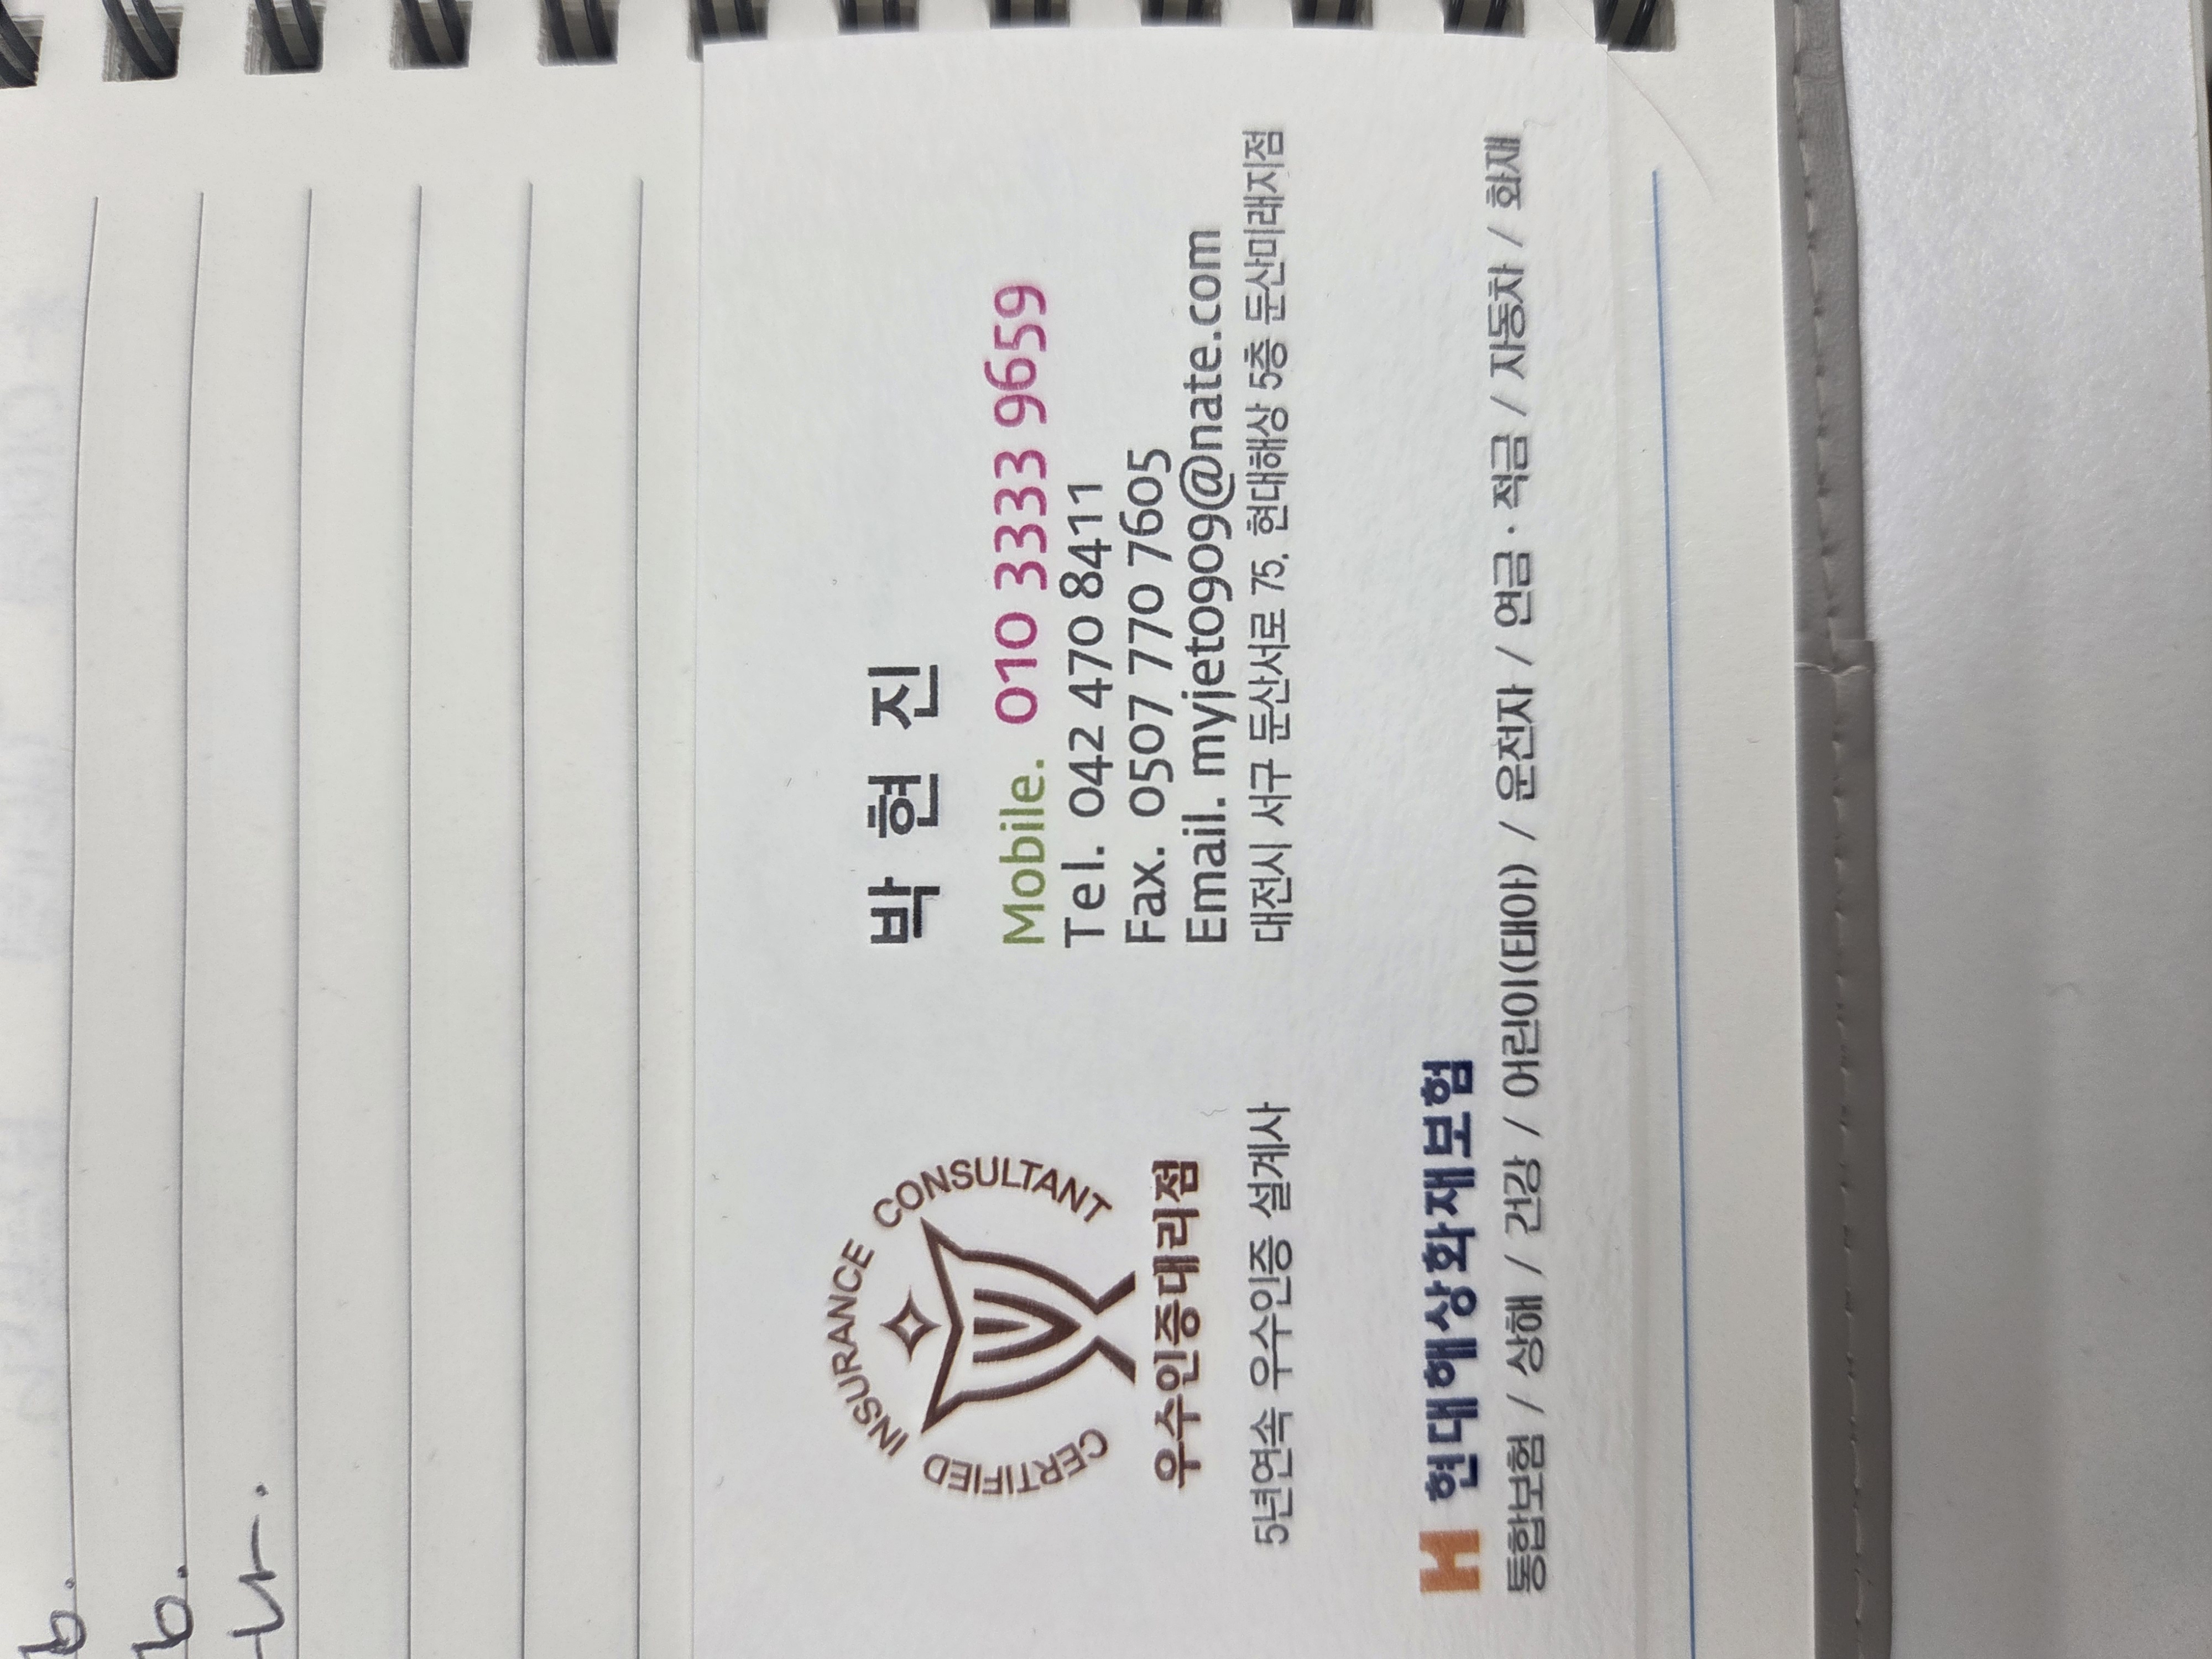 박 현 진
Mobile. 010 3333 9659
Tel. 042 470 8411
Fax. 0507 770 7605
Email. myjeto909@nate.com
대전시 서구 둔산서로 75, 현대해상 5층 둔산미래지점
CERTIFIED INSURANCE CONSULTANT
우수인증대리점
5년연속 우수인증 설계사
H 현대해상화재보험
통합보험 / 상해 / 건강 / 어린이(태아) / 운전자 / 연금·적금 / 자동차 / 화재